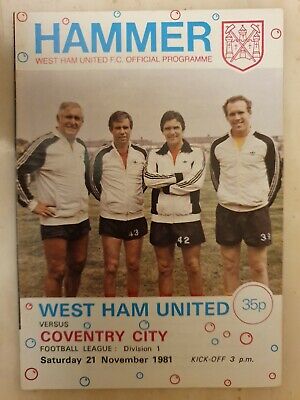 HAMMER
WEST HAM UNITED F.C. OFFICIAL PROGRAMME
43
42
WEST HAM UNITED
35p
VERSUS
COVENTRY CITY
FOOTBALL LEAGUE: Division 1
Saturday 21 November 1981
KICK-OFF 3 p.m.